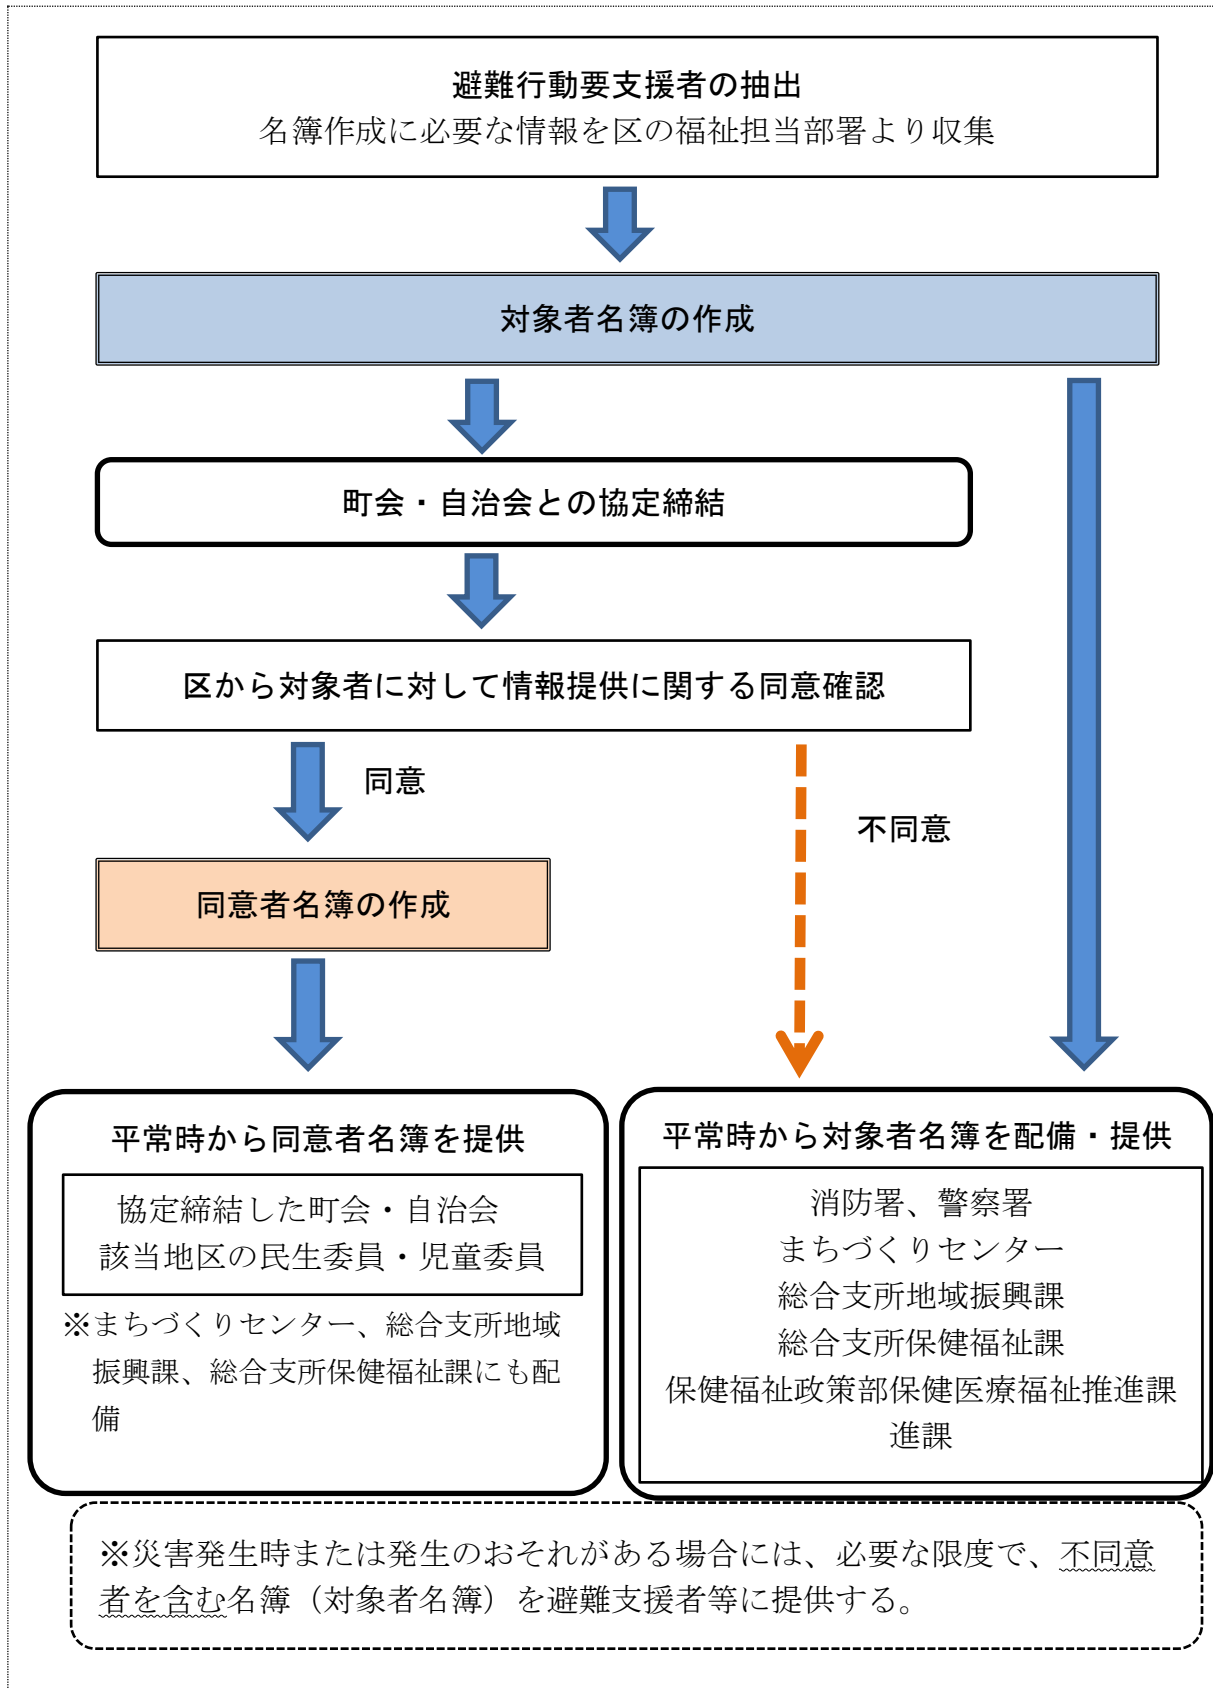 避難行動要支援者の抽出
名簿作成に必要な情報を区の福祉担当部署より収集
対象者名簿の作成
町会・自治会との協定締結
区から対象者に対して情報提供に関する同意確認
同意
不同意
同意者名簿の作成
平常時から同意者名簿を提供
協定締結した町会・自治会
該当地区の民生委員・児童委員
※まちづくりセンター、総合支所地域
振興課、総合支所保健福祉課にも配
備
平常時から対象者名簿を配備・提供
消防署、警察署
まちづくりセンター
総合支所地域振興課
総合支所保健福祉課
保健福祉政策部保健医療福祉推進課
進課
※災害発生時または発生のおそれがある場合には、必要な限度で、不同意
者を含む名簿（対象者名簿）を避難支援者等に提供する。